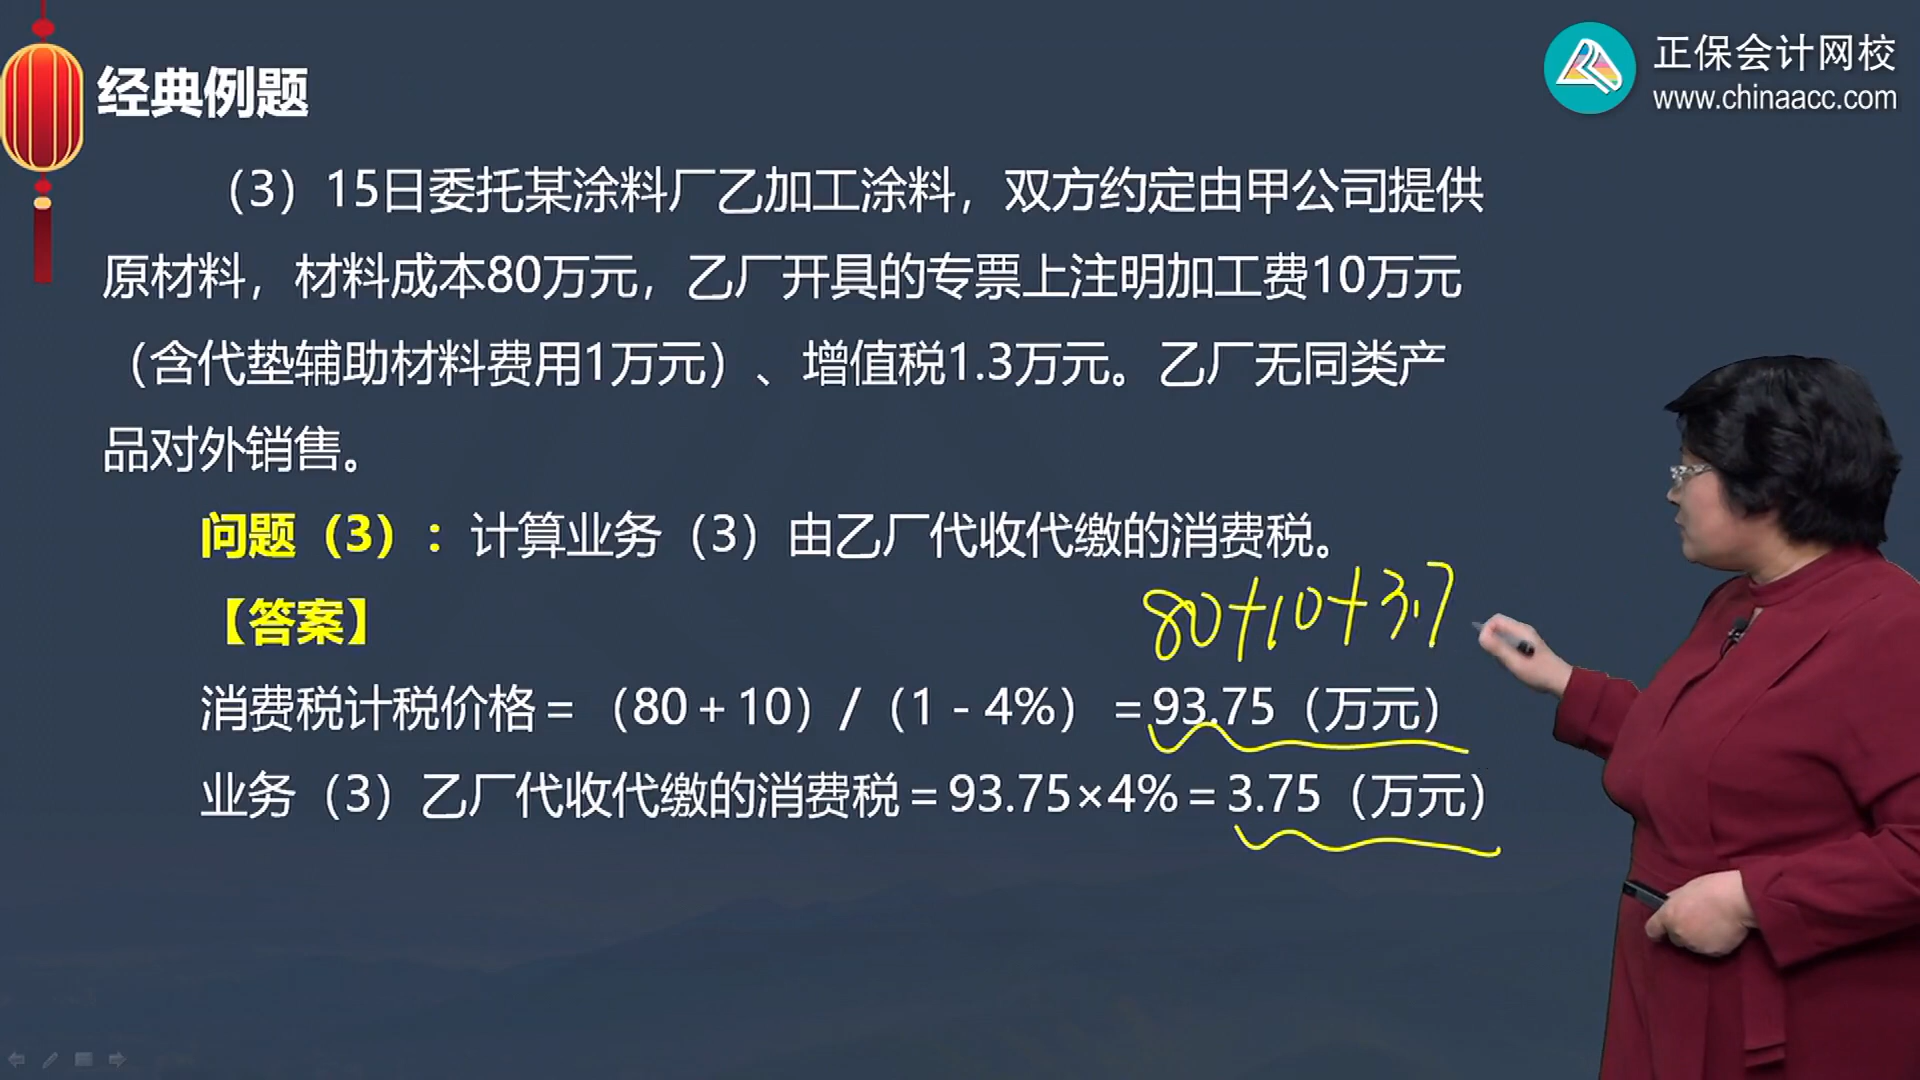 正保会计网校
www.chinaacc.com
经典例题
（3）15日委托某涂料厂乙加工涂料，双方约定由甲公司提供
原材料，材料成本80万元，乙厂开具的专票上注明加工费10万元
（含代垫辅助材料费用1万元）、增值税1.3万元。乙厂无同类产
品对外销售。
问题（3）：计算业务（3）由乙厂代收代缴的消费税。
【答案】
80+10+3.7
消费税计税价格＝（80＋10）/（1－4%）＝93.75（万元）
业务（3）乙厂代收代缴的消费税＝93.75×4%＝3.75（万元）